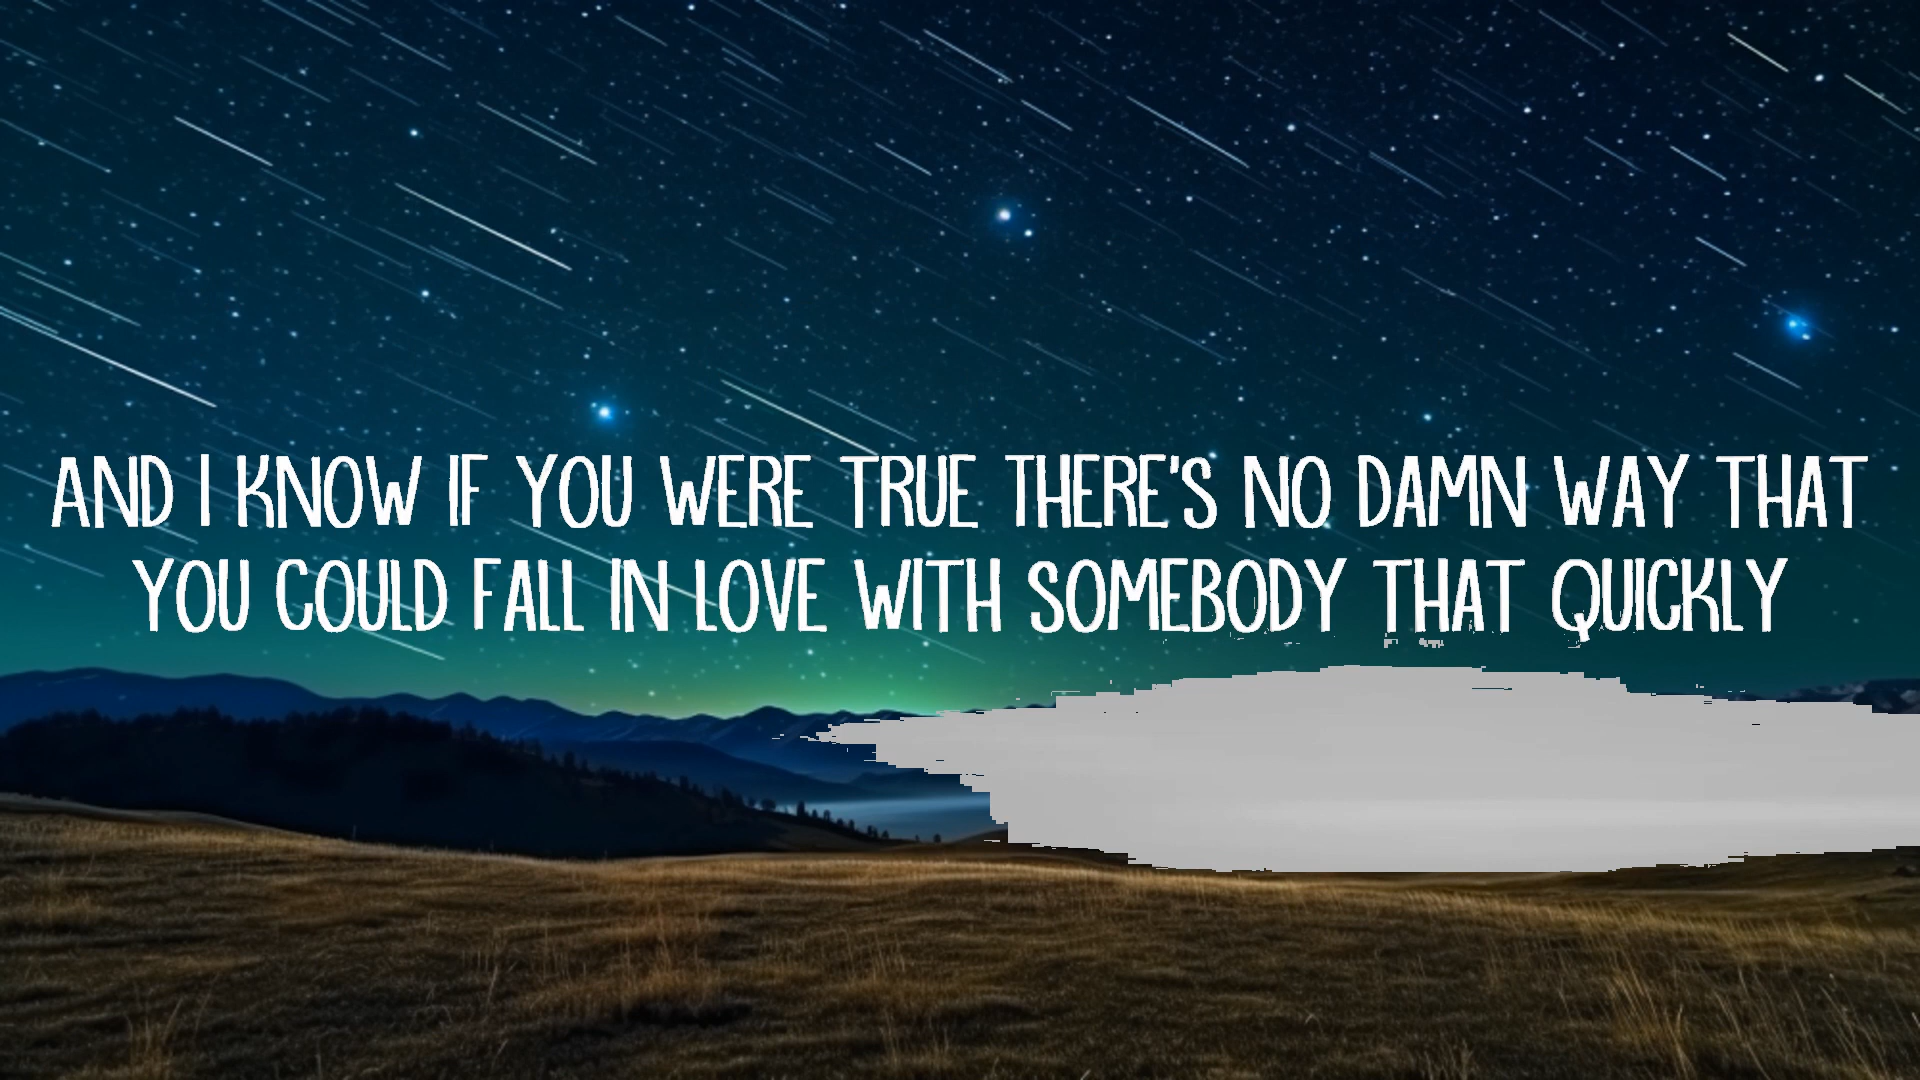 AND I KNOW IF YOU WERE TRUE THERE'S NO DAMN WAY THAT
YOU COULD FALL IN LOVE WITH SOMEBODY THAT QUICKLY